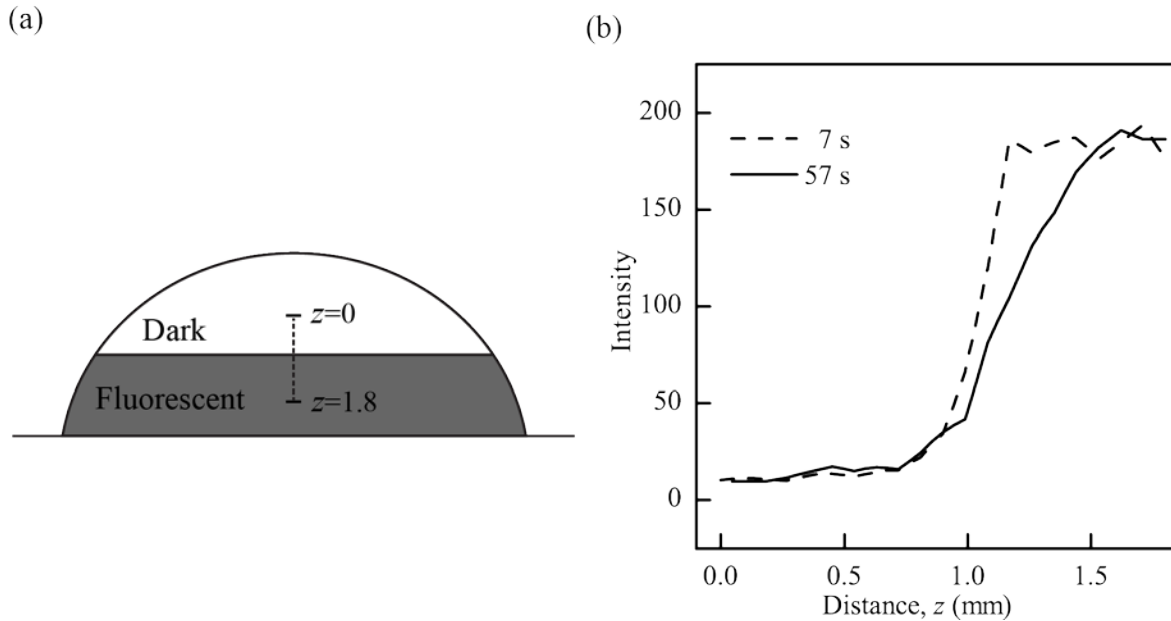 (a)
Dark
z=0
Fluorescent
z=1.8
(b)
200
150
100
50
0
Intensity
7 s
57 s
0.0 0.5 1.0 1.5
Distance, z (mm)